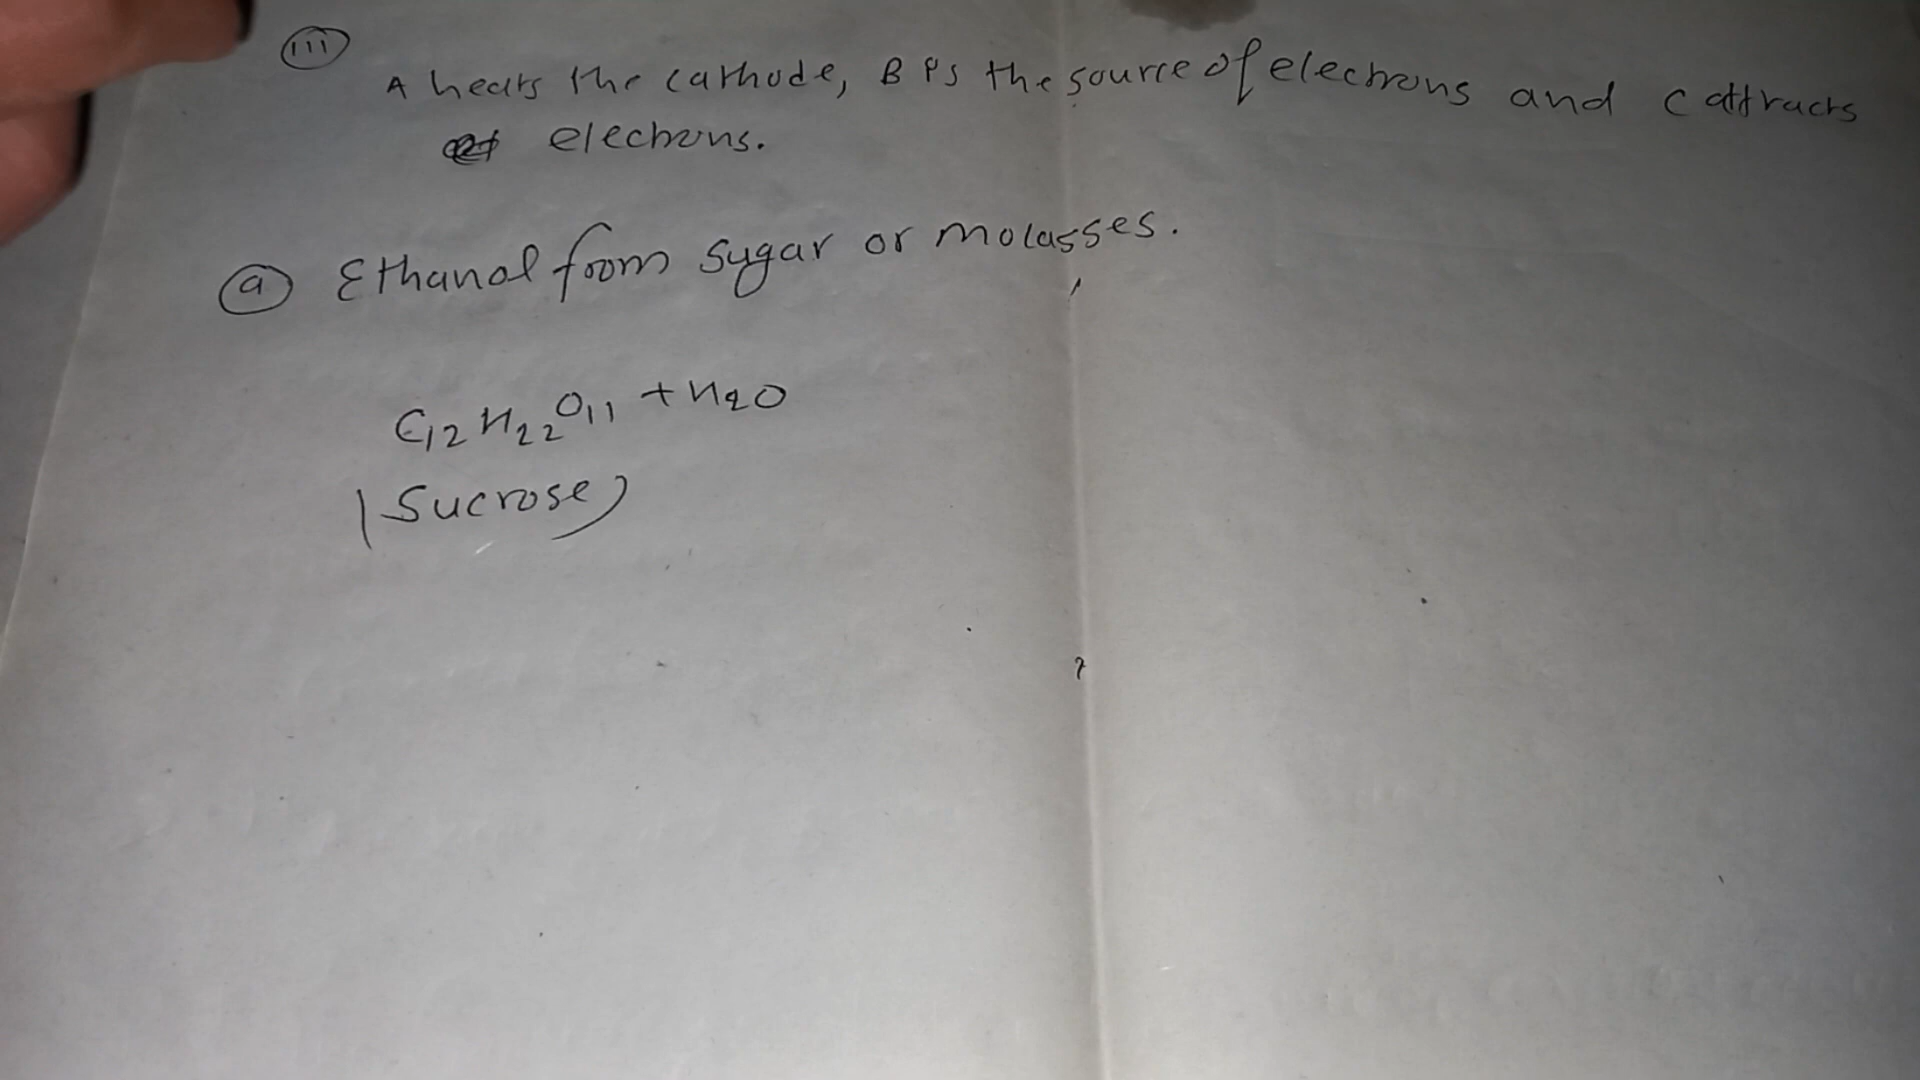 (iii)
A heats the cathode, B is the source of electrons and C attracts
electrons.
(a) Ethanol from sugar or molasses.
C12H22O11 + H2O
(Sucrose)